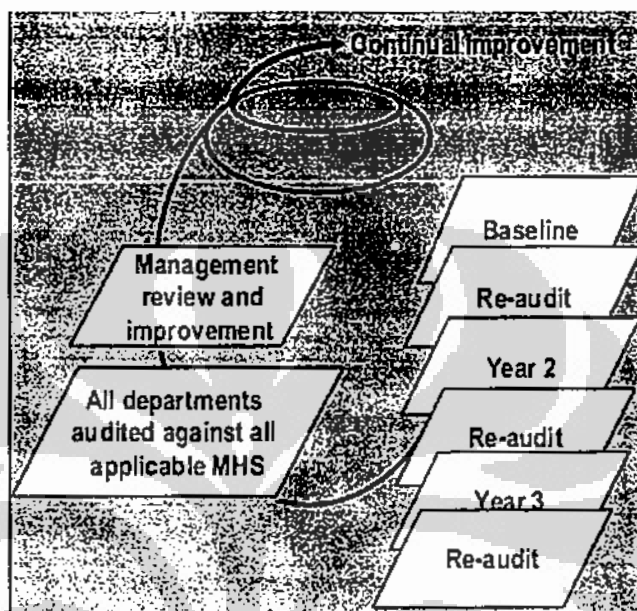 Continual improvement
Baseline
Management
review and
improvement
Re-audit
Year 2
All departments
audited against all
applicable MHS
Re-audit
Year 3
Re-audit